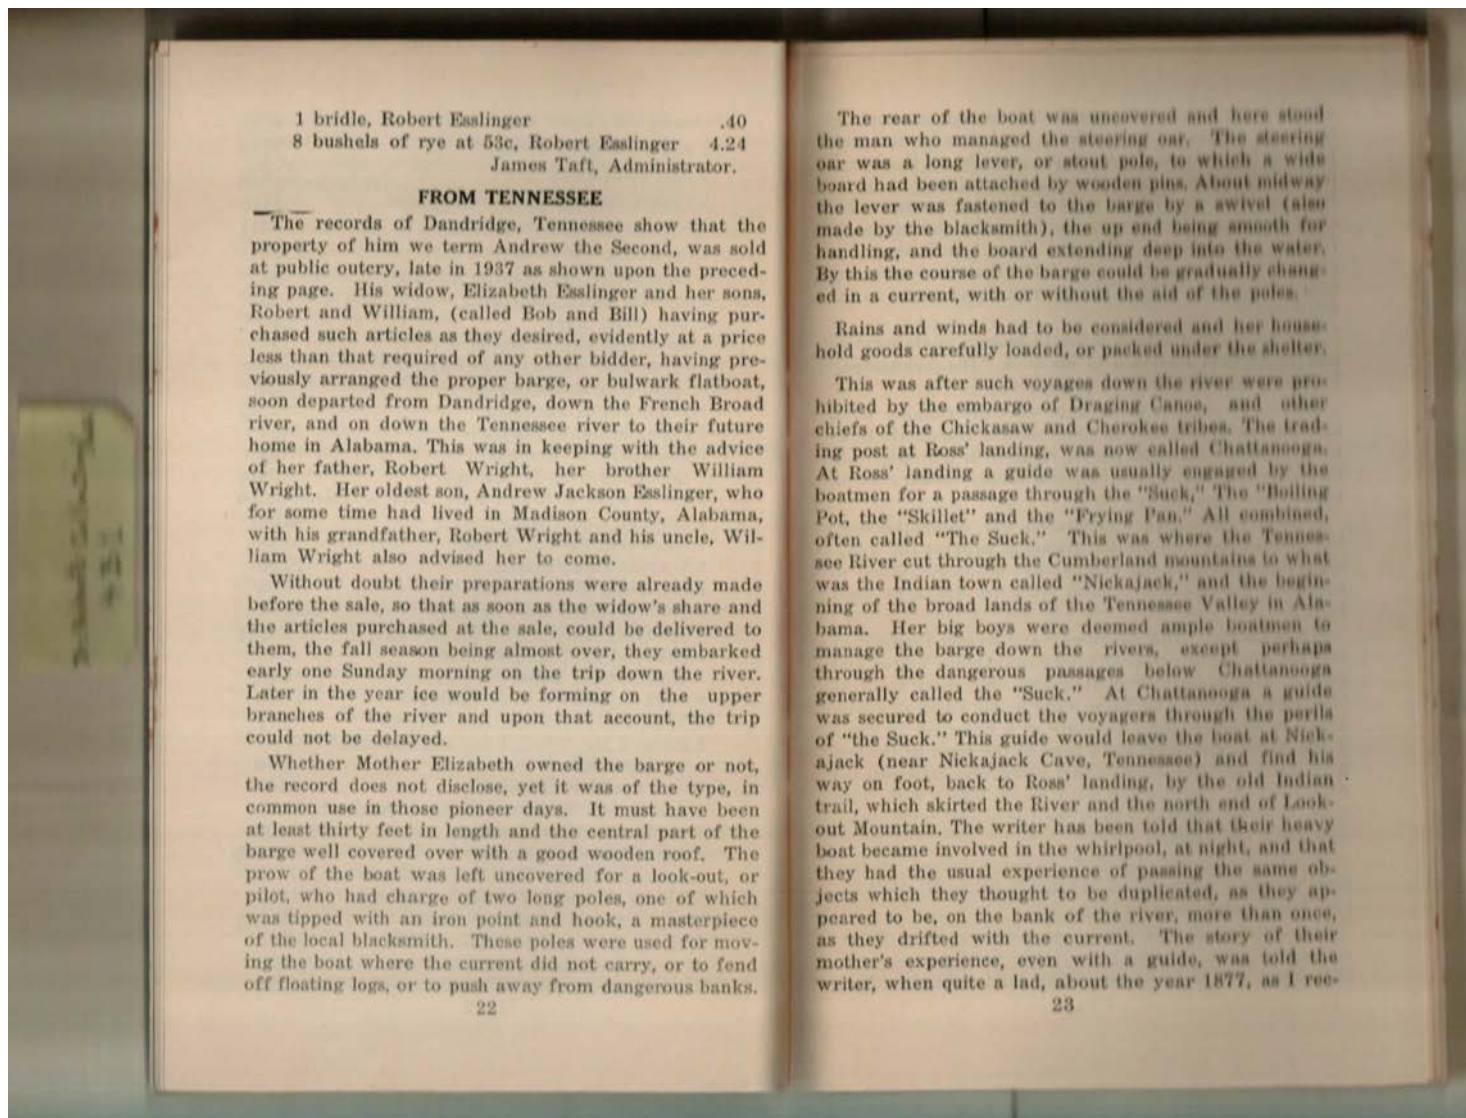 1 bridle, Robert Esslinger .40
8 bushels of rye at 53c, Robert Esslinger 4.24
James Taft, Administrator.
FROM TENNESSEE
The records of Dandridge, Tennessee show that the
property of him we term Andrew the Second, was sold
at public outcry, late in 1937 as shown upon the preced-
ing page. His widow, Elizabeth Esslinger and her sons,
Robert and William, (called Bob and Bill) having pur-
chased such articles as they desired, evidently at a price
less than that required of any other bidder, having pre-
viously arranged the proper barge, or bulwark flatboat,
soon departed from Dandridge, down the French Broad
river, and on down the Tennessee river to their future
home in Alabama. This was in keeping with the advice
of her father, Robert Wright, her brother William
Wright. Her oldest son, Andrew Jackson Esslinger, who
for some time had lived in Madison County, Alabama,
with his grandfather, Robert Wright and his uncle, Wil-
liam Wright also advised her to come.
Without doubt their preparations were already made
before the sale, so that as soon as the widow's share and
the articles purchased at the sale, could be delivered to
them, the fall season being almost over, they embarked
early one Sunday morning on the trip down the river.
Later in the year ice would be forming on the upper
branches of the river and upon that account, the trip
could not be delayed.
Whether Mother Elizabeth owned the barge or not,
the record does not disclose, yet it was of the type, in
common use in those pioneer days. It must have been
at least thirty feet in length and the central part of the
barge well covered over with a good wooden roof. The
prow of the boat was left uncovered for a look-out, or
pilot, who had charge of two long poles, one of which
was tipped with an iron point and hook, a masterpiece
of the local blacksmith. These poles were used for mov-
ing the boat where the current did not carry, or to fend
off floating logs, or to push away from dangerous banks.
22
The rear of the boat was uncovered and here stood
the man who managed the steering oar. The steering
oar was a long lever, or stout pole, to which a wide
board had been attached by wooden pins. About midway
the lever was fastened to the barge by a swivel (also
made by the blacksmith), the up end being smooth for
handling, and the board extending deep into the water.
By this the course of the barge could be gradually chang-
ed in a current, with or without the aid of the poles.
Rains and winds had to be considered and her house-
hold goods carefully loaded, or packed under the shelter.
This was after such voyages down the river were pro-
hibited by the embargo of Draging Canoe, and other
chiefs of the Chickasaw and Cherokee tribes. The trad-
ing post at Ross' landing, was now called Chattanooga.
At Ross' landing a guide was usually engaged by the
boatmen for a passage through the "Suck," The "Boiling
Pot, the "Skillet" and the "Frying Pan." All combined,
often called "The Suck." This was where the Tennes-
see River cut through the Cumberland mountains to what
was the Indian town called "Nickajack," and the begin-
ning of the broad lands of the Tennessee Valley in Ala-
bama. Her big boys were deemed ample boatmen to
manage the barge down the rivers, except perhaps
through the dangerous passages below Chattanooga
generally called the "Suck." At Chattanooga a guide
was secured to conduct the voyagers through the perils
of "the Suck." This guide would leave the boat at Nick-
ajack (near Nickajack Cave, Tennessee) and find his
way on foot, back to Ross' landing, by the old Indian
trail, which skirted the River and the north end of Look-
out Mountain. The writer has been told that their heavy
boat became involved in the whirlpool, at night, and that
they had the usual experience of passing the same ob-
jects which they thought to be duplicated, as they ap-
peared to be, on the bank of the river, more than once,
as they drifted with the current. The story of their
mother's experience, even with a guide, was told the
writer, when quite a lad, about the year 1877, as I rec-
23